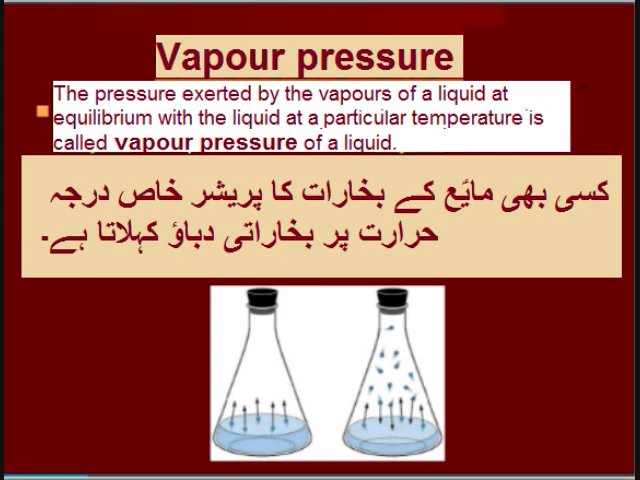 Vapour pressure
The pressure exerted by the vapours of a liquid at
equilibrium with the liquid at a particular temperature is
called vapour pressure of a liquid.
کسی بھی مائع کے بخارات کا پریشر خاص درجہ
حرارت پر بخاراتی دباؤ کہلاتا ہے۔